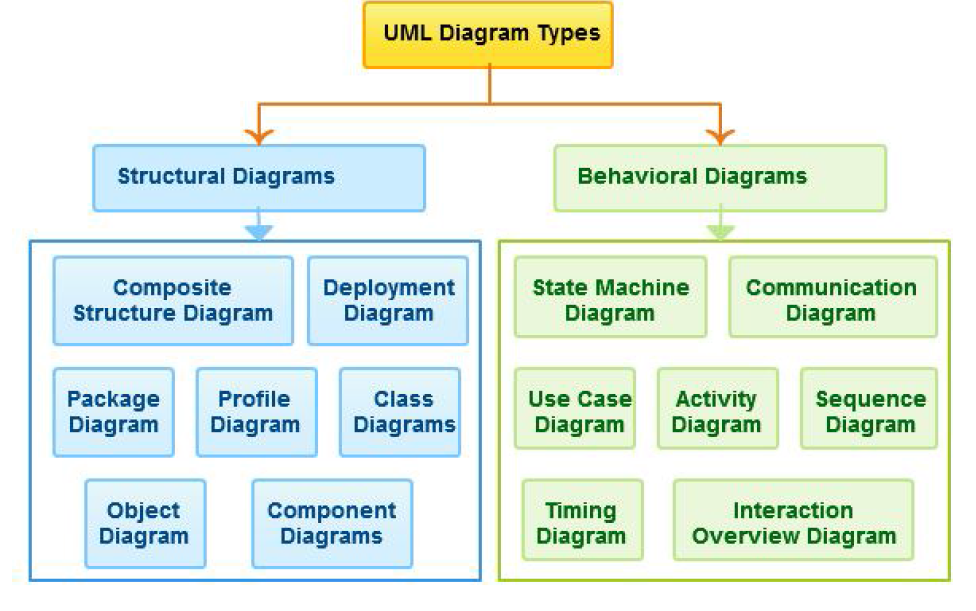 UML Diagram Types
Structural Diagrams
Behavioral Diagrams
Composite
Structure Diagram
Deployment
Diagram
Package
Diagram
Profile
Diagram
Class
Diagrams
Object
Diagram
Component
Diagrams
State Machine
Diagram
Communication
Diagram
Use Case
Diagram
Activity
Diagram
Sequence
Diagram
Timing
Diagram
Interaction
Overview Diagram